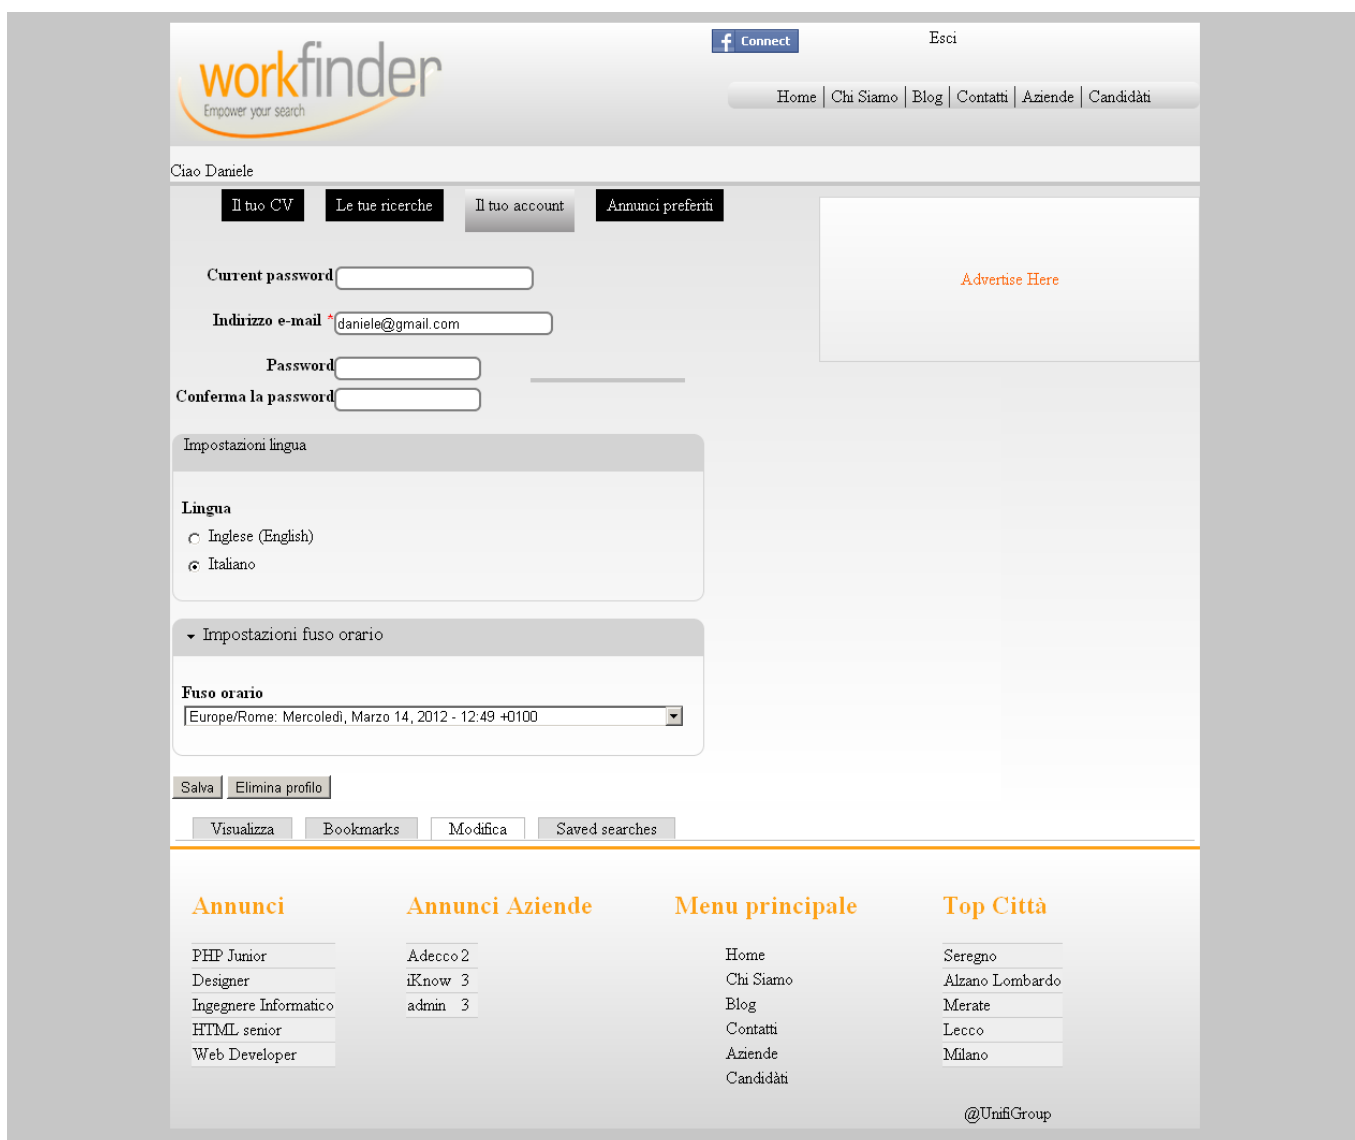 workfinder
Empower your search
f Connect
Esci
Home | Chi Siamo | Blog | Contatti | Aziende | Candidàti
Ciao Daniele
Il tuo CV
Le tue ricerche
Il tuo account
Annunci preferiti
Advertise Here
Current password
Indirizzo e-mail * daniele@gmail.com
Password
Conferma la password
Impostazioni lingua
Lingua
Inglese (English)
Italiano
Impostazioni fuso orario
Fuso orario
Europe/Rome: Mercoledì, Marzo 14, 2012 - 12:49 +0100
Salva
Elimina profilo
Visualizza
Bookmarks
Modifica
Saved searches
Annunci
PHP Junior
Designer
Ingegnere Informatico
HTML senior
Web Developer
Annunci Aziende
Adecco 2
iKnow 3
admin 3
Menu principale
Home
Chi Siamo
Blog
Contatti
Aziende
Candidàti
Top Città
Seregno
Alzano Lombardo
Merate
Lecco
Milano
@UnifiGroup